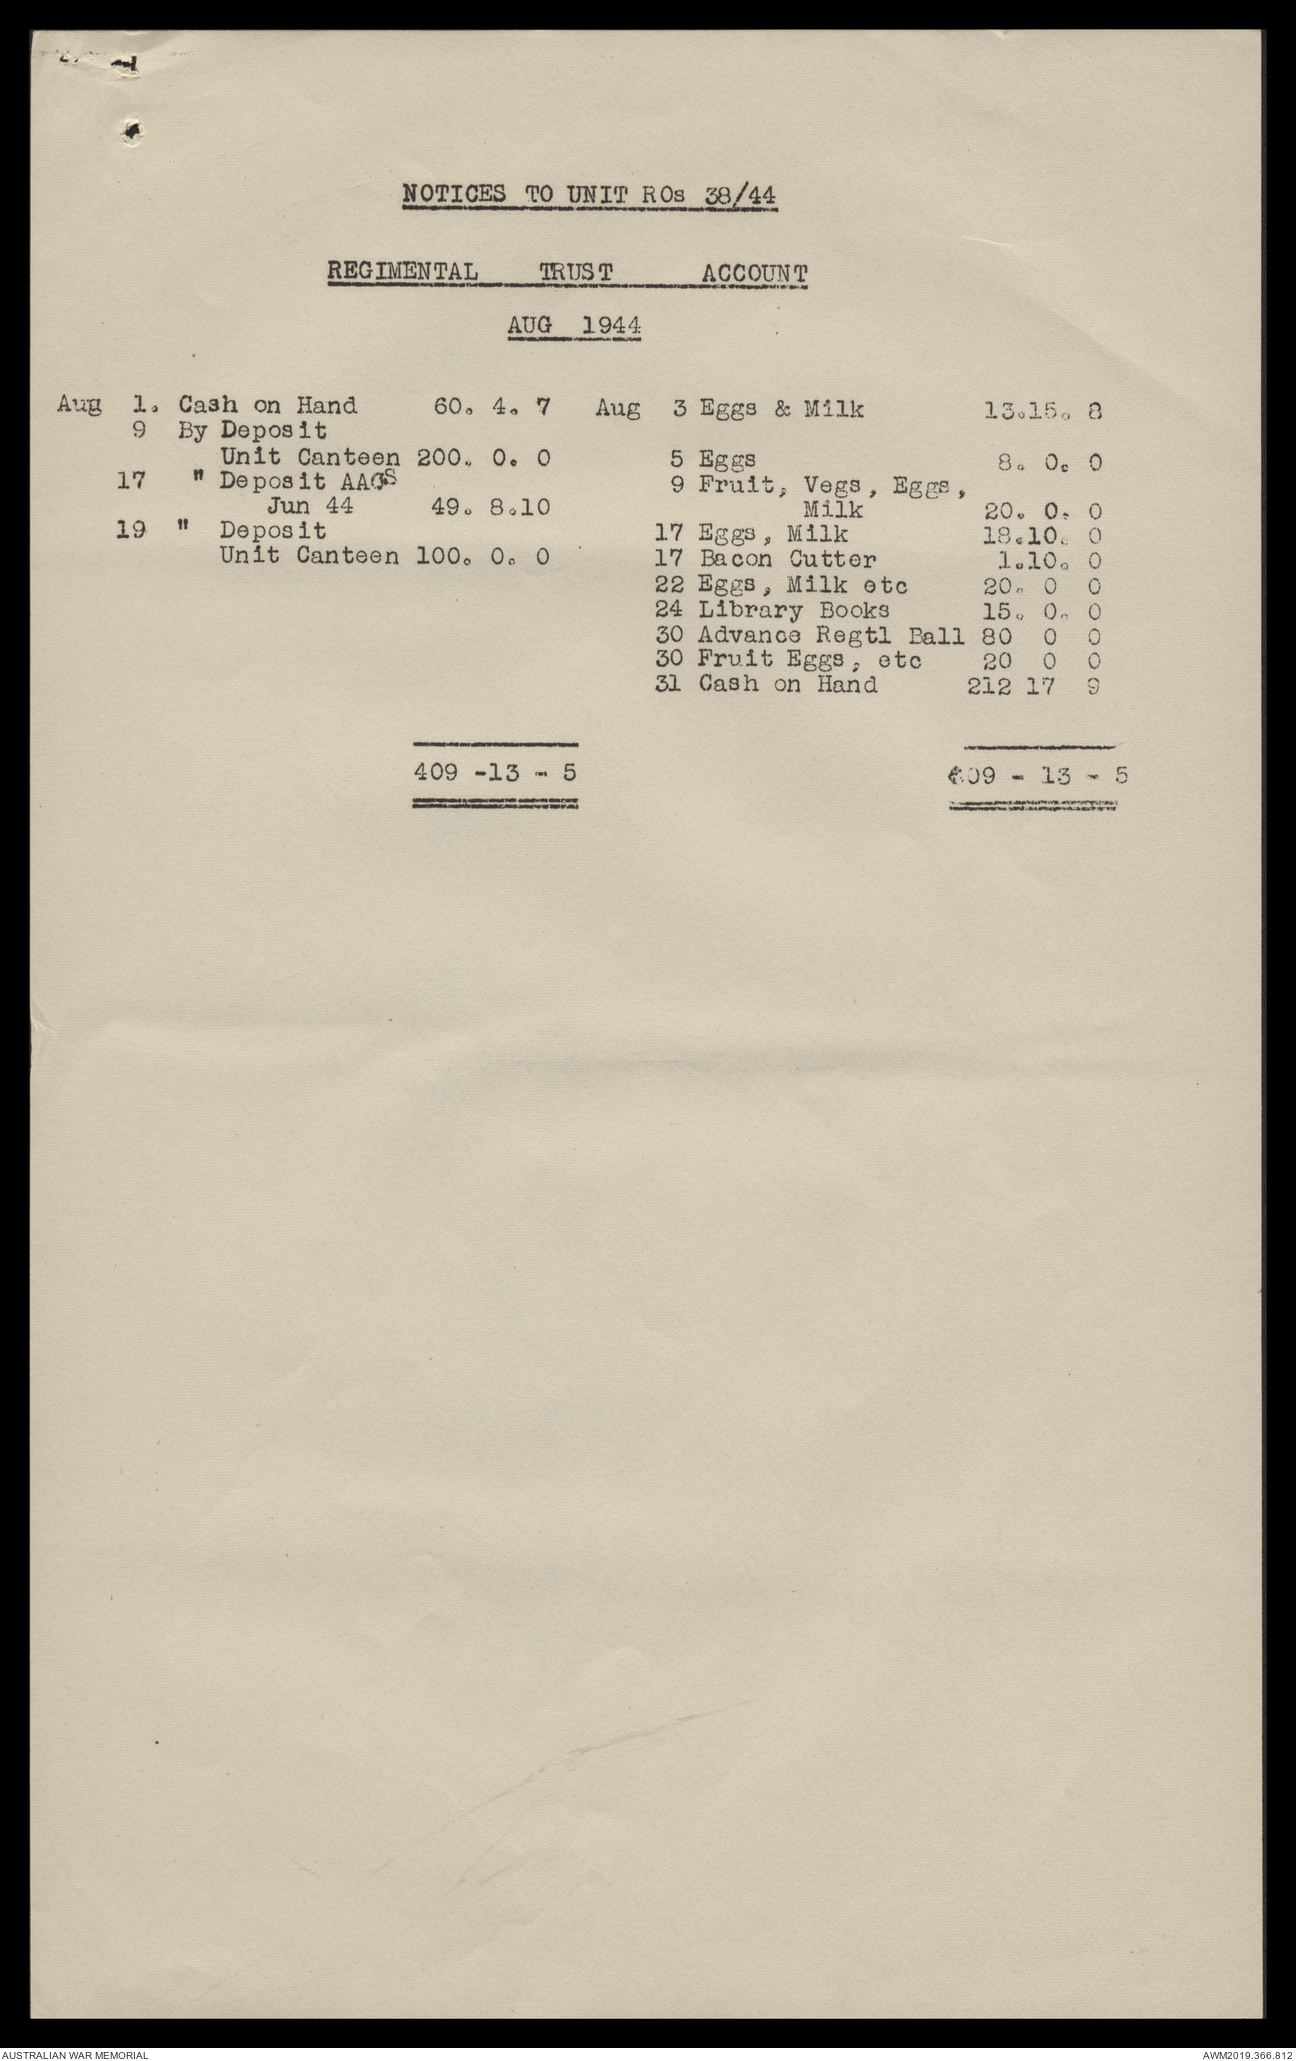 NOTICES TO UNIT ROs 38/44
REGIMENTAL TRUST ACCOUNT
AUG 1944
Aug 1. Cash on Hand 60. 4. 7
9 By Deposit
Unit Canteen 200. 0. 0
17 " Deposit AACS
Jun 44 49. 8.10
19 " Deposit
Unit Canteen 100. 0. 0
409 -13 - 5
Aug 3 Eggs & Milk 13.15. 8
5 Eggs 8. 0. 0
9 Fruit, Vegs, Eggs,
Milk 20. 0. 0
17 Eggs, Milk 18.10. 0
17 Bacon Cutter 1.10. 0
22 Eggs, Milk etc 20. 0 0
24 Library Books 15. 0. 0
30 Advance Regtl Ball 80 0 0
30 Fruit Eggs, etc 20 0 0
31 Cash on Hand 212 17 9
409 - 13 - 5
AUSTRALIAN WAR MEMORIAL
AWM2019.366.812